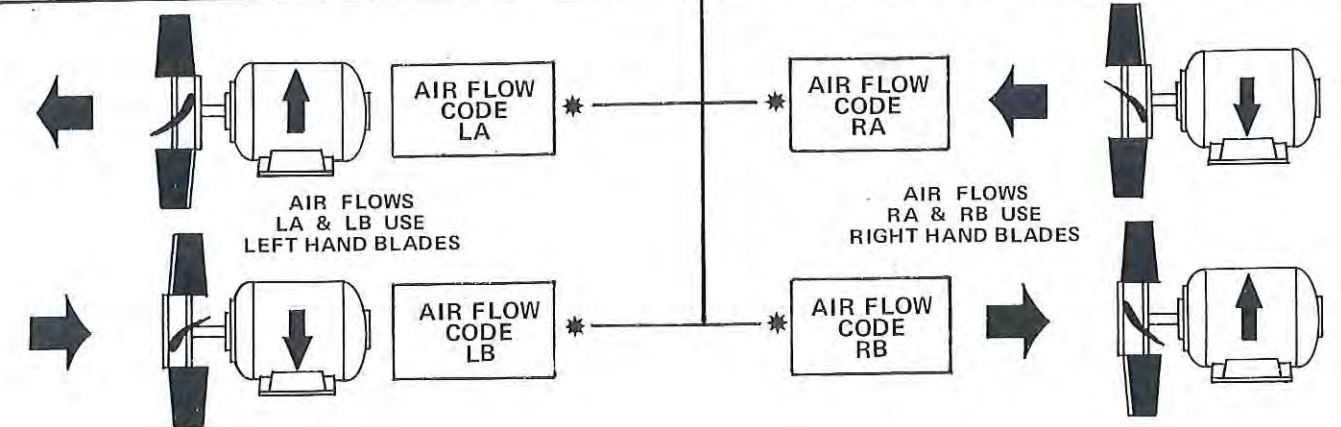 AIR FLOW
CODE
LA
AIR FLOW
CODE
RA
AIR FLOWS
LA & LB USE
LEFT HAND BLADES
AIR FLOWS
RA & RB USE
RIGHT HAND BLADES
AIR FLOW
CODE
LB
AIR FLOW
CODE
RB